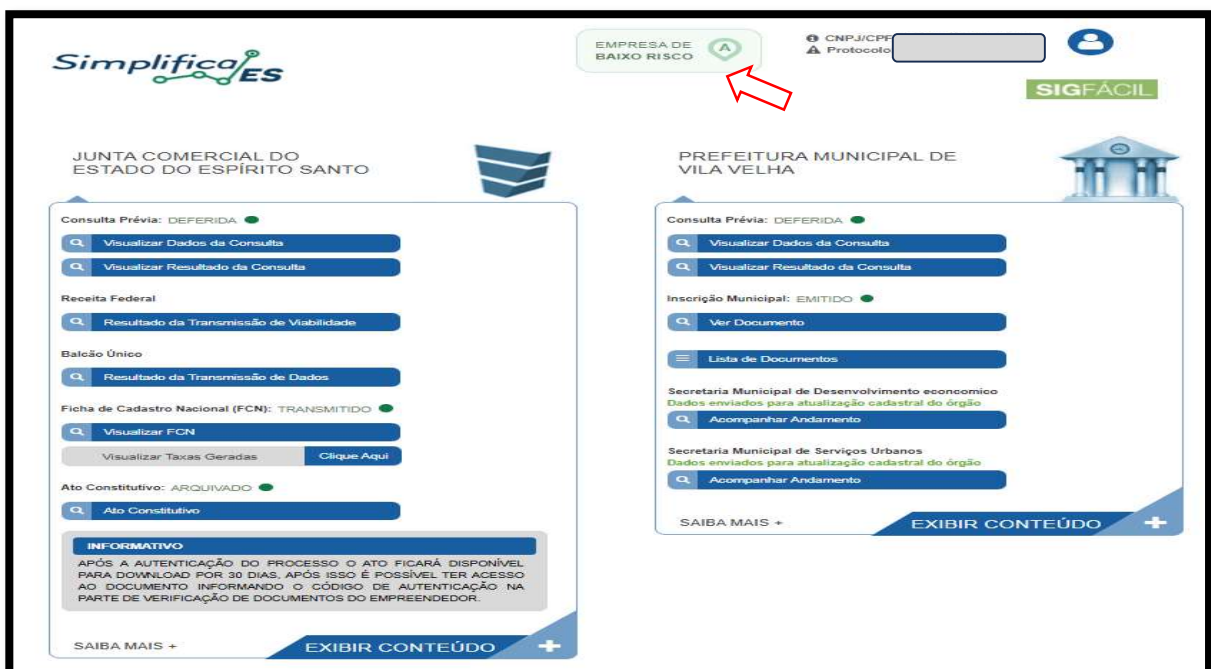 Simplifica ES
EMPRESA DE
BAIXO RISCO
A
CNPJ/CPF
Protocolo
SIGFÁCIL
JUNTA COMERCIAL DO
ESTADO DO ESPÍRITO SANTO
Consulta Prévia: DEFERIDA
Visualizar Dados da Consulta
Visualizar Resultado da Consulta
Receita Federal
Resultado da Transmissão de Viabilidade
Balcão Único
Resultado da Transmissão de Dados
Ficha de Cadastro Nacional (FCN): TRANSMITIDO
Visualizar FCN
Visualizar Taxas Geradas Clique Aqui
Ato Constitutivo: ARQUIVADO
Ato Constitutivo
INFORMATIVO
APÓS A AUTENTICAÇÃO DO PROCESSO O ATO FICARÁ DISPONÍVEL
PARA DOWNLOAD POR 30 DIAS, APÓS ISSO É POSSÍVEL TER ACESSO
AO DOCUMENTO INFORMANDO O CÓDIGO DE AUTENTICAÇÃO NA
PARTE DE VERIFICAÇÃO DE DOCUMENTOS DO EMPREENDEDOR.
SAIBA MAIS +
EXIBIR CONTEÚDO +
PREFEITURA MUNICIPAL DE
VILA VELHA
Consulta Prévia: DEFERIDA
Visualizar Dados da Consulta
Visualizar Resultado da Consulta
Inscrição Municipal: EMITIDO
Ver Documento
Lista de Documentos
Secretaria Municipal de Desenvolvimento econcomico
Dados enviados para atualização cadastral do órgão
Acompanhar Andamento
Secretaria Municipal de Serviços Urbanos
Dados enviados para atualização cadastral do órgão
Acompanhar Andamento
SAIBA MAIS +
EXIBIR CONTEÚDO +